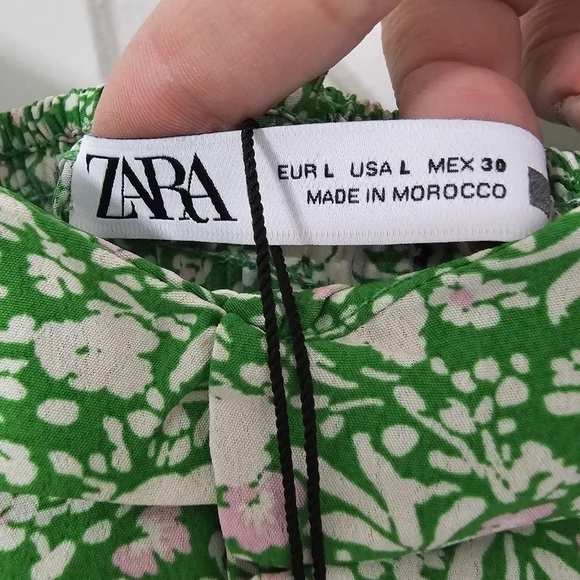 ZARA
EUR L USA L MEX 30
MADE IN MOROCCO